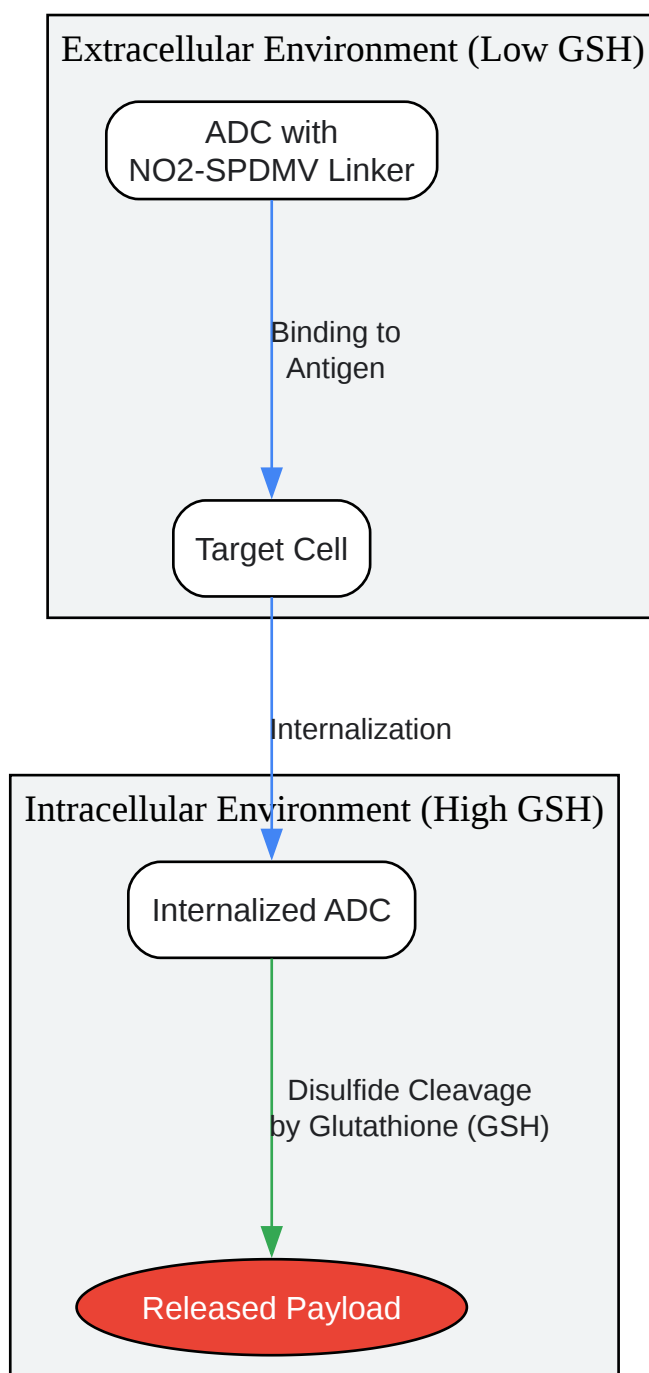 Extracellular Environment (Low GSH)
ADC with
NO2-SPDMV Linker
Binding to
Antigen
Target Cell
Internalization
Intracellular Environment (High GSH)
Internalized ADC
Disulfide Cleavage
by Glutathione (GSH)
Released Payload